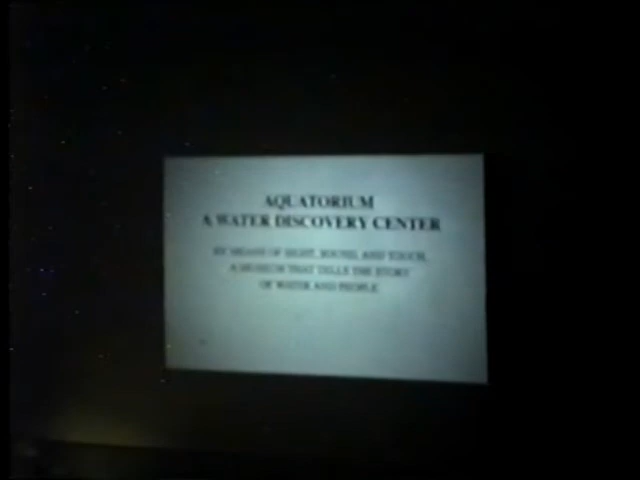 AQUATORIUM
A WATER DISCOVERY CENTER
BY MEANS OF SIGHT, SOUND, AND TOUCH,
A MUSEUM THAT TELLS THE STORY
OF WATER AND PEOPLE